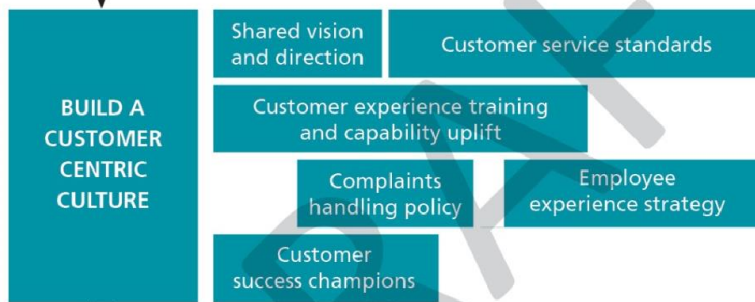 BUILD A
CUSTOMER
CENTRIC
CULTURE
Shared vision
and direction
Customer service standards
Customer experience training
and capability uplift
Complaints
handling policy
Employee
experience strategy
Customer
success champions